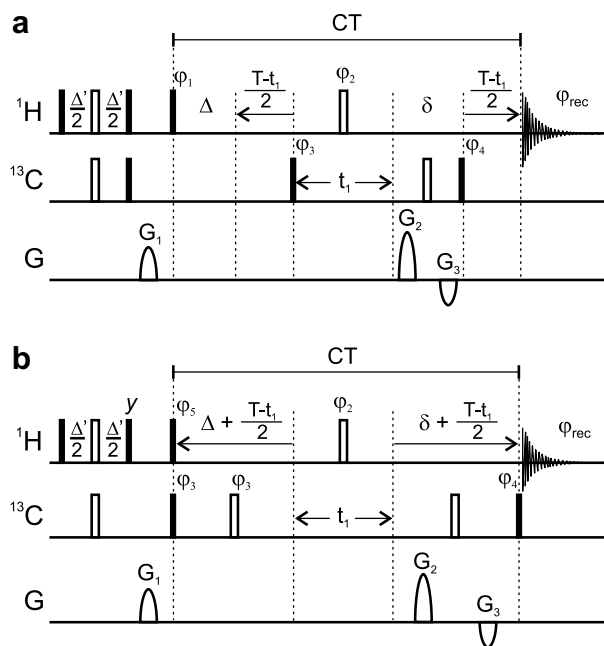 a
CT
¹H Δ'/2 Δ'/2 φ₁ Δ T-t₁/2 φ₂ δ T-t₁/2 φrec
¹³C φ₃ t₁ φ₄
G G₁ G₂ G₃
b
CT
¹H Δ'/2 Δ'/2 y φ₅ Δ + T-t₁/2 φ₂ δ + T-t₁/2 φrec
¹³C φ₃ φ₃ t₁ φ₄
G G₁ G₂ G₃